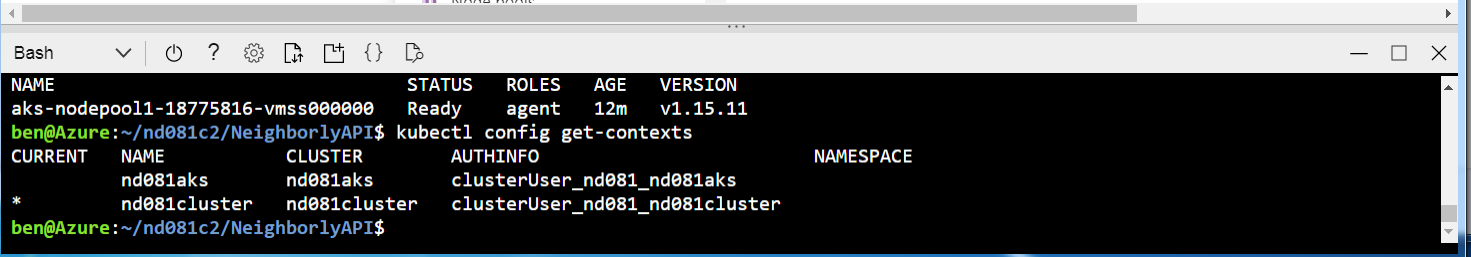 Node pools
Bash
NAME STATUS ROLES AGE VERSION
aks-nodepool1-18775816-vmss000000 Ready agent 12m v1.15.11
ben@Azure:~/nd081c2/NeighborlyAPI$ kubectl config get-contexts
CURRENT NAME CLUSTER AUTHINFO NAMESPACE
nd081aks nd081aks clusterUser_nd081_nd081aks
* nd081cluster nd081cluster clusterUser_nd081_nd081cluster
ben@Azure:~/nd081c2/NeighborlyAPI$